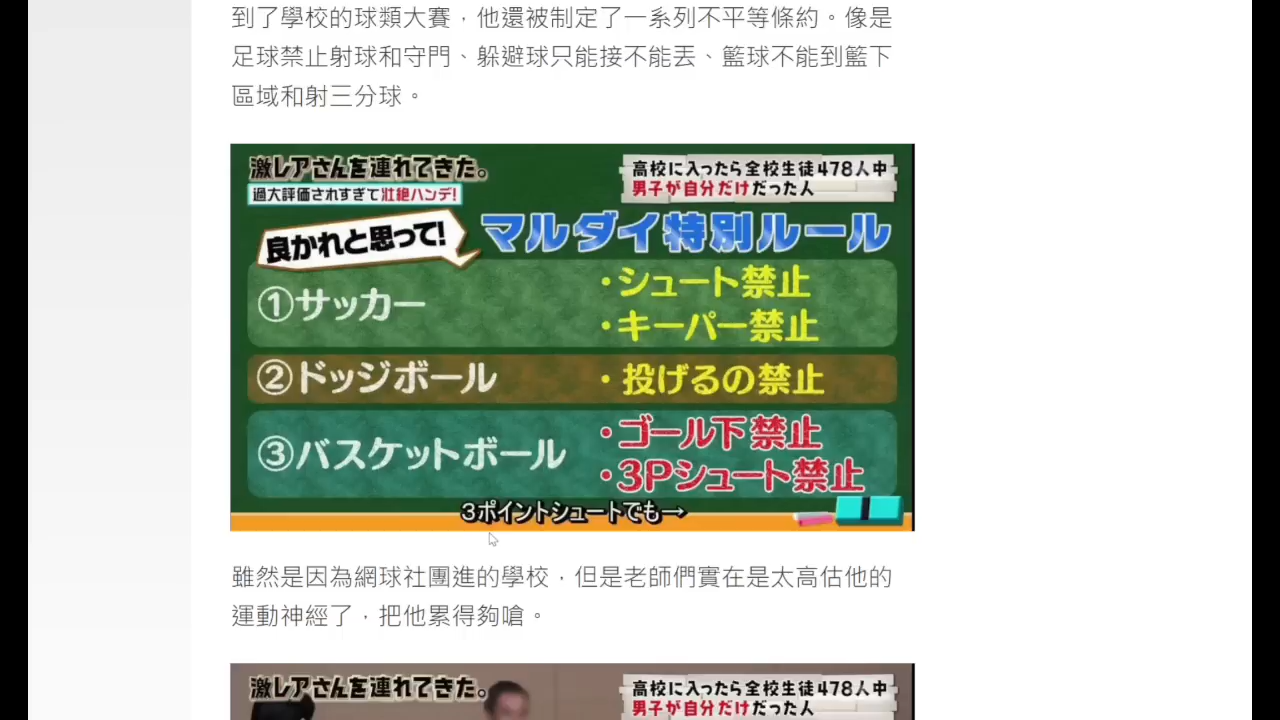 到了學校的球類大賽，他還被制定了一系列不平等條約。像是
足球禁止射球和守門、躲避球只能接不能丟、籃球不能到籃下
區域和射三分球。
激レアさんを連れてきた。
過大評価されすぎて壮絶ハンデ!
高校に入ったら全校生徒478人中
男子が自分だけだった人
良かれと思って!
マルダイ特別ルール
①サッカー
・シュート禁止
・キーパー禁止
②ドッジボール
・投げるの禁止
③バスケットボール
・ゴール下禁止
・3Pシュート禁止
3ポイントシュートでも→
雖然是因為網球社團進的學校，但是老師們實在是太高估他的
運動神經了，把他累得夠嗆。
激レアさんを連れてきた。
高校に入ったら全校生徒478人中
男子が自分だけだった人